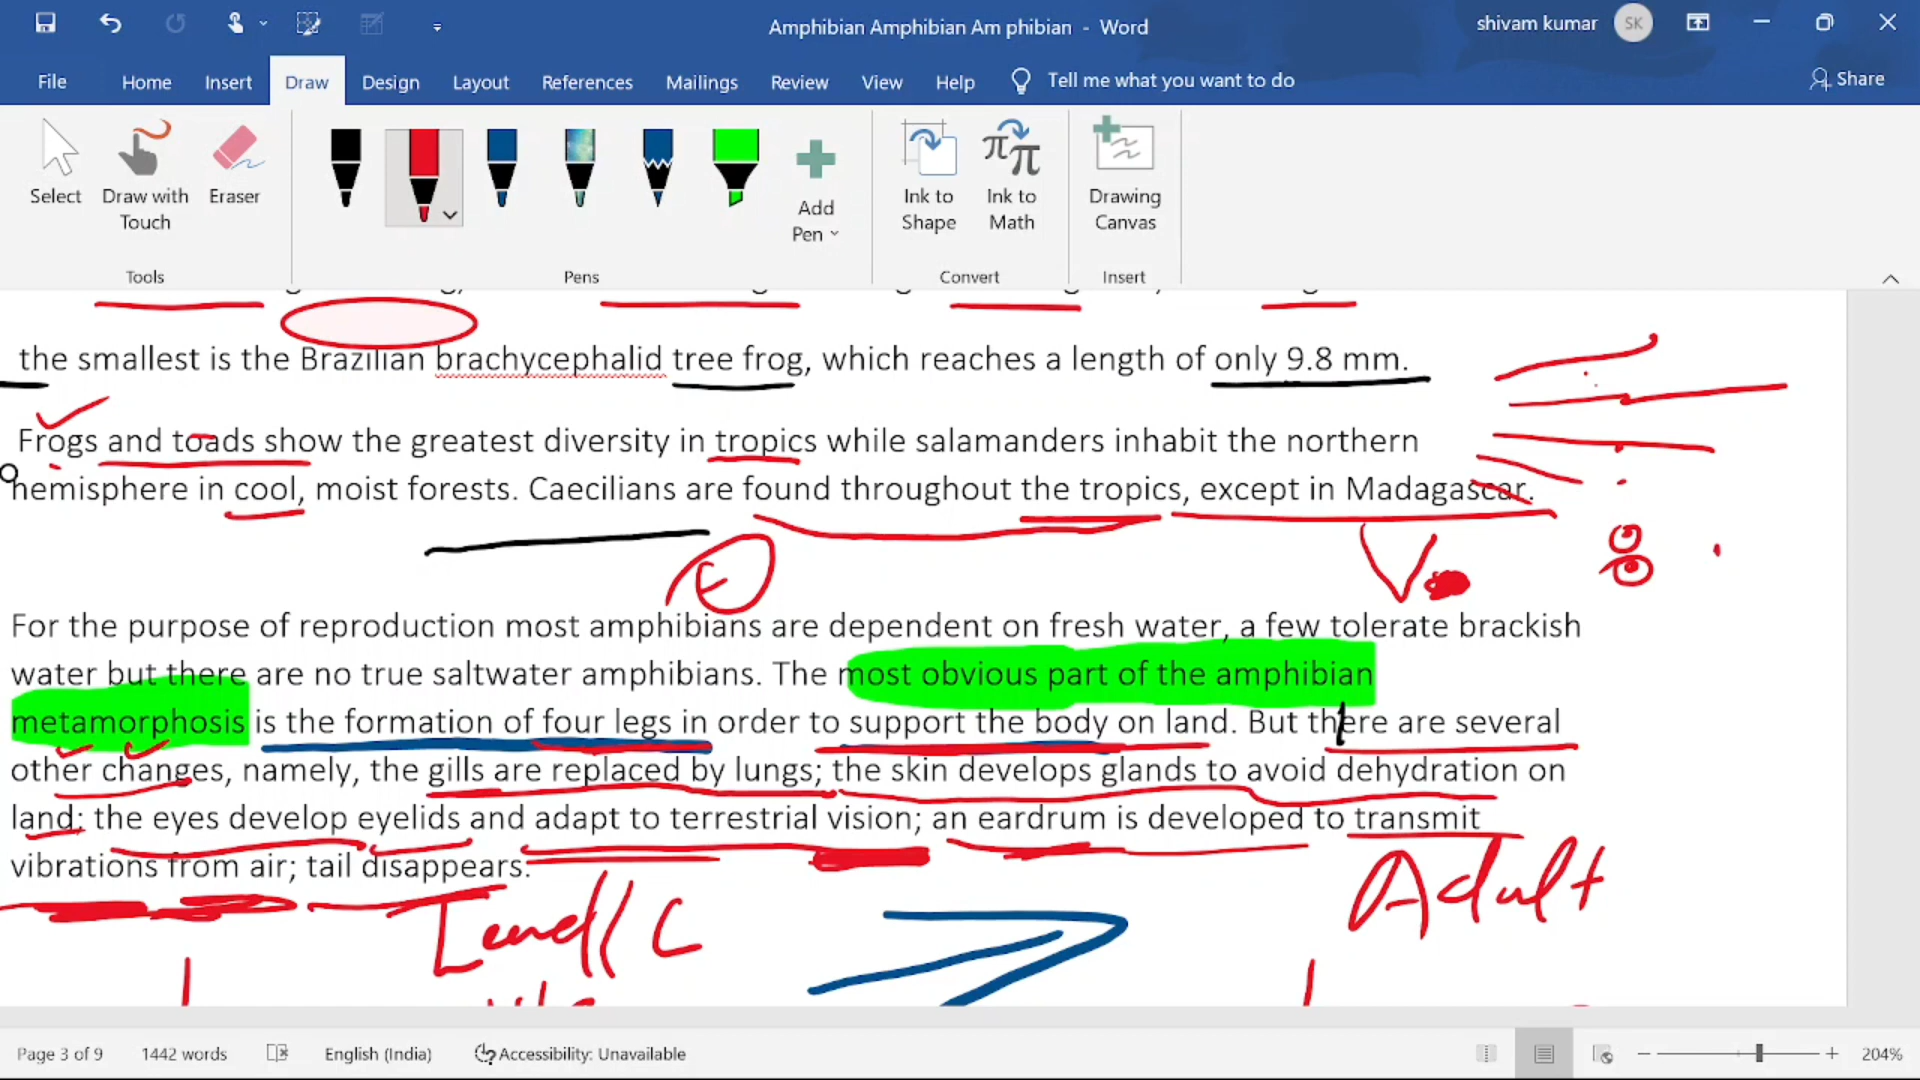 Amphibian Amphibian Am phibian - Word
shivam kumar
SK
File
Home
Insert
Draw
Design
Layout
References
Mailings
Review
View
Help
Tell me what you want to do
Share
Select
Draw with Touch
Eraser
Add Pen
Ink to Shape
Ink to Math
Drawing Canvas
Tools
Pens
Convert
Insert
the smallest is the Brazilian brachycephalid tree frog, which reaches a length of only 9.8 mm.
Frogs and toads show the greatest diversity in tropics while salamanders inhabit the northern
hemisphere in cool, moist forests. Caecilians are found throughout the tropics, except in Madagascar.
For the purpose of reproduction most amphibians are dependent on fresh water, a few tolerate brackish
water but there are no true saltwater amphibians. The most obvious part of the amphibian
metamorphosis is the formation of four legs in order to support the body on land. But there are several
other changes, namely, the gills are replaced by lungs; the skin develops glands to avoid dehydration on
land; the eyes develop eyelids and adapt to terrestrial vision; an eardrum is developed to transmit
vibrations from air; tail disappears.
Adult
Page 3 of 9
1442 words
English (India)
Accessibility: Unavailable
204%